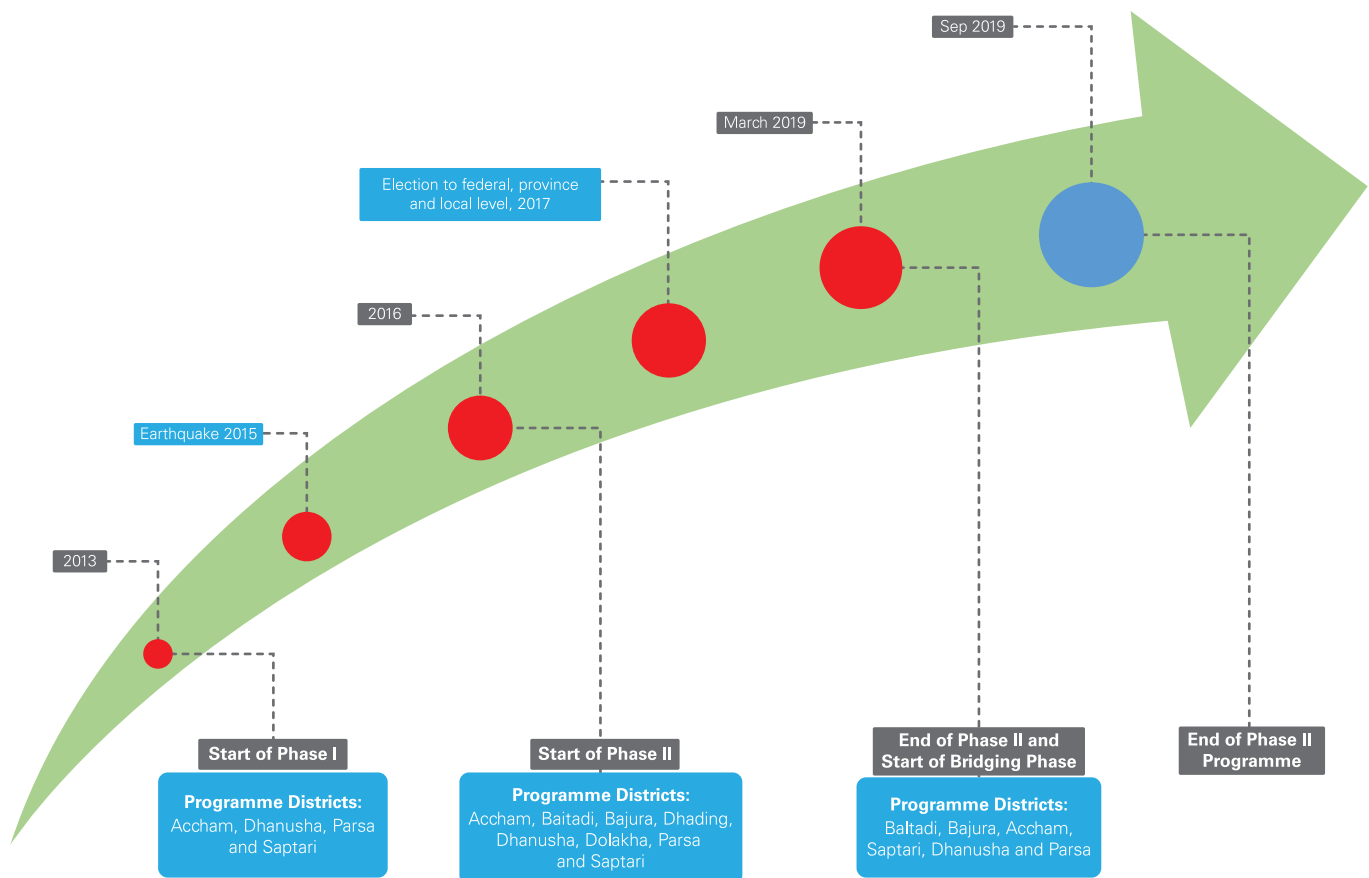 Sep 2019
March 2019
Election to federal, province
and local level, 2017
2016
Earthquake 2015
2013
Start of Phase I
Programme Districts:
Accham, Dhanusha, Parsa
and Saptari
Start of Phase II
Programme Districts:
Accham, Baitadi, Bajura, Dhading,
Dhanusha, Dolakha, Parsa
and Saptari
End of Phase II and
Start of Bridging Phase
Programme Districts:
Baltadi, Bajura, Accham,
Saptari, Dhanusha and Parsa
End of Phase II
Programme